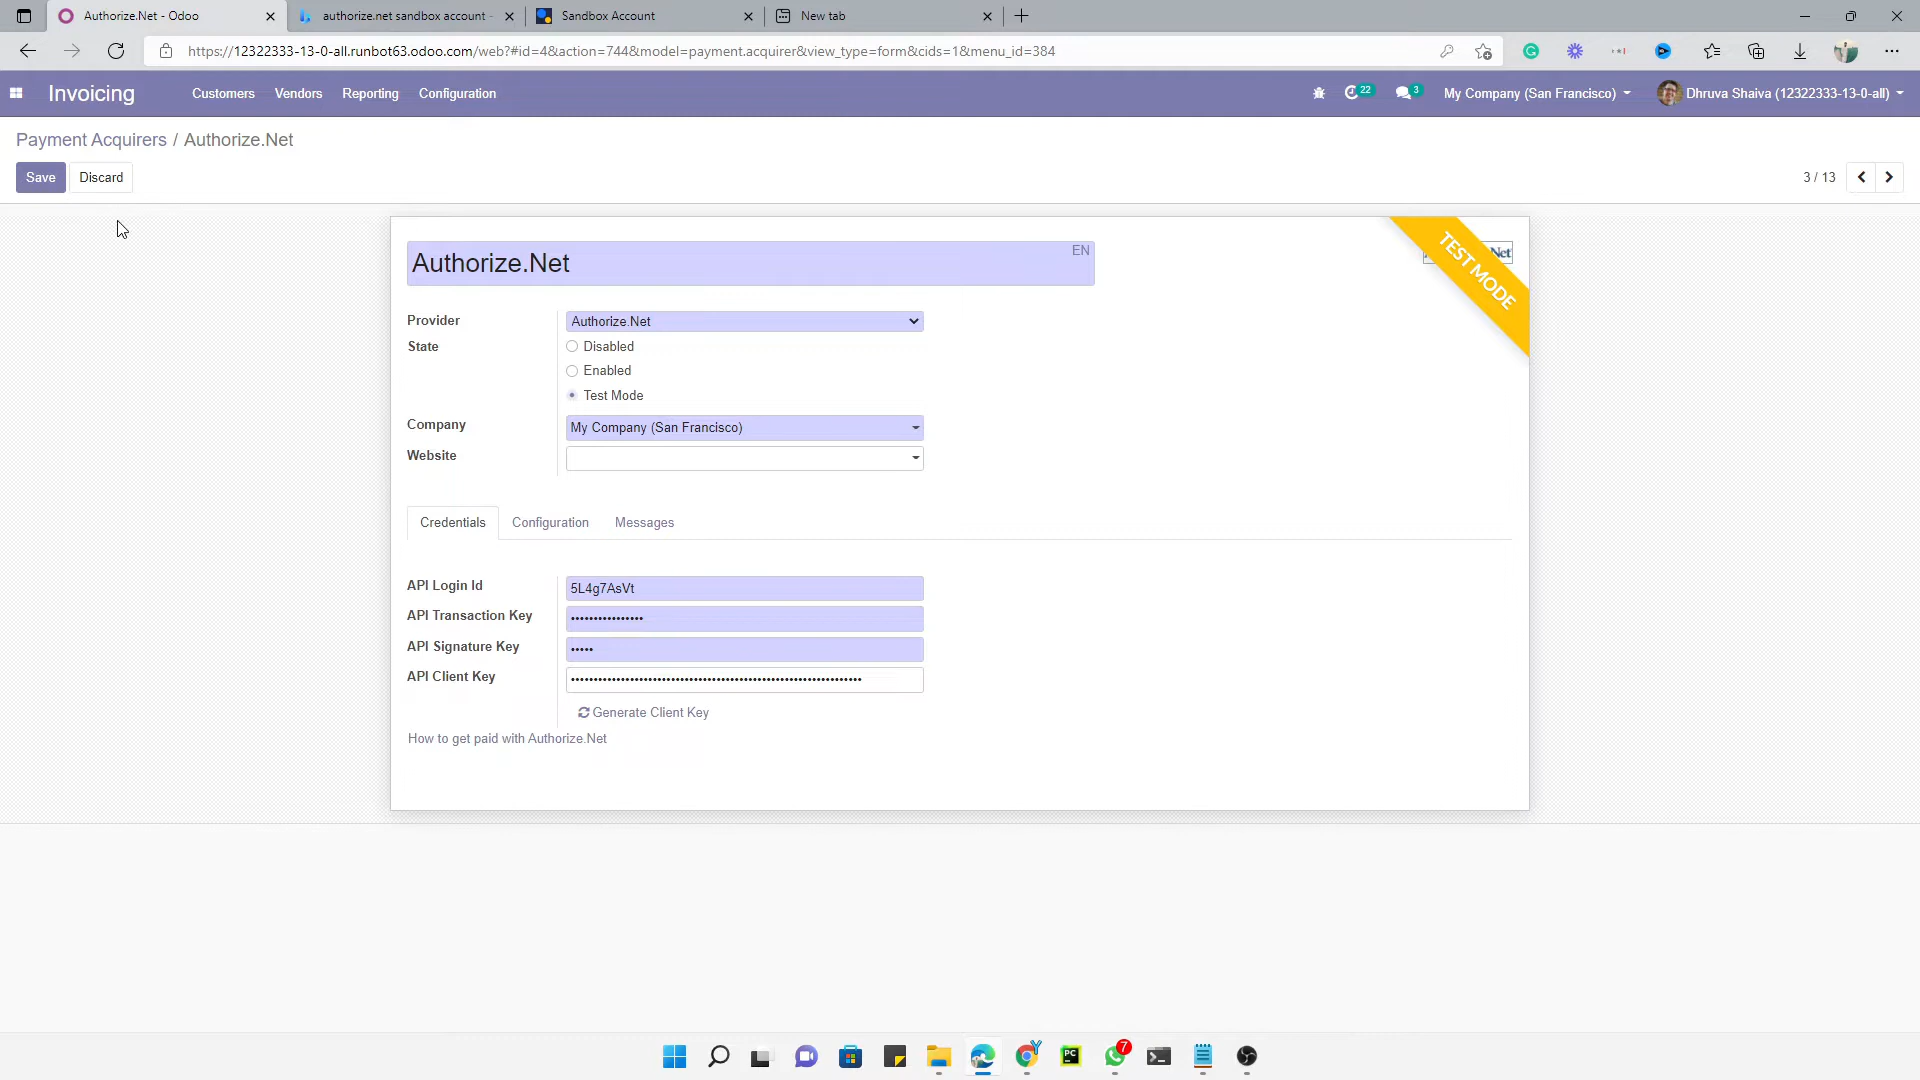 Authorize.Net - Odoo
authorize.net sandbox account -
Sandbox Account
New tab
https://12322333-13-0-all.runbot63.odoo.com/web?#id=4&action=744&model=payment.acquirer&view_type=form&cids=1&menu_id=384
Invoicing
Customers
Vendors
Reporting
Configuration
22
3
My Company (San Francisco)
Dhruva Shaiva (12322333-13-0-all)
Payment Acquirers / Authorize.Net
Save
Discard
3 / 13
Authorize.Net
EN
TEST MODE
Net
Provider
Authorize.Net
State
Disabled
Enabled
Test Mode
Company
My Company (San Francisco)
Website
Credentials
Configuration
Messages
API Login Id
5L4g7AsVt
API Transaction Key
••••••••••••••••
API Signature Key
•••••
API Client Key
Generate Client Key
How to get paid with Authorize.Net
PC
7